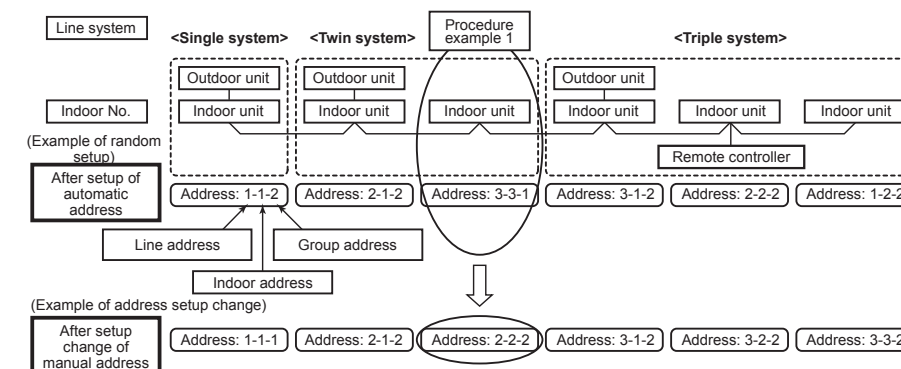 Line system
<Single system>
<Twin system>
Procedure
example 1
<Triple system>
Outdoor unit
Outdoor unit
Outdoor unit
Indoor No.
Indoor unit
Indoor unit
Indoor unit
Indoor unit
Indoor unit
Indoor unit
(Example of random
setup)
Remote controller
After setup of
automatic
address
Address: 1-1-2
Address: 2-1-2
Address: 3-3-1
Address: 3-1-2
Address: 2-2-2
Address: 1-2-2
Line address
Group address
Indoor address
(Example of address setup change)
After setup
change of
manual address
Address: 1-1-1
Address: 2-1-2
Address: 2-2-2
Address: 3-1-2
Address: 3-2-2
Address: 3-3-2